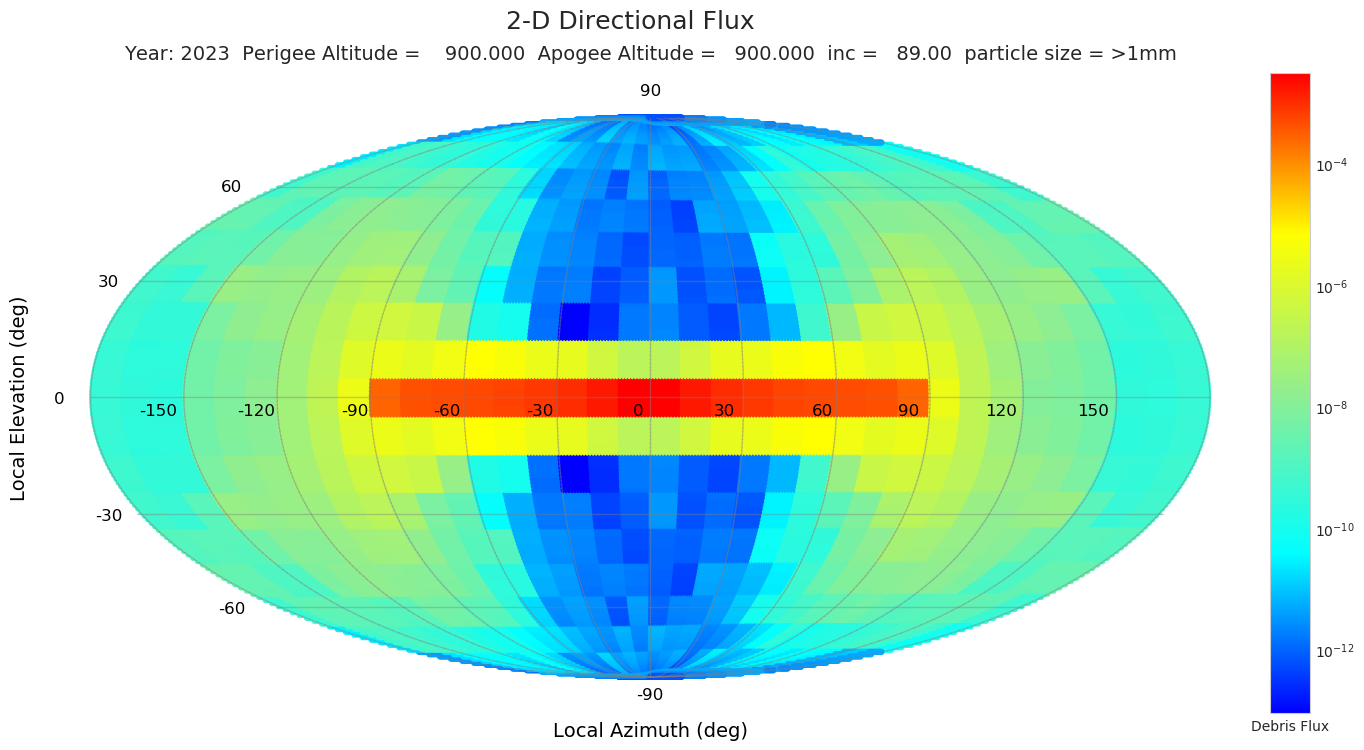 2-D Directional Flux
Year: 2023  Perigee Altitude =    900.000  Apogee Altitude =   900.000  inc =   89.00  particle size = >1mm
90
60
30
0
-30
-60
-90
-150 -120 -90 -60 -30 0 30 60 90 120 150
Local Elevation (deg)
Local Azimuth (deg)
10⁻⁴
10⁻⁶
10⁻⁸
10⁻¹⁰
10⁻¹²
Debris Flux